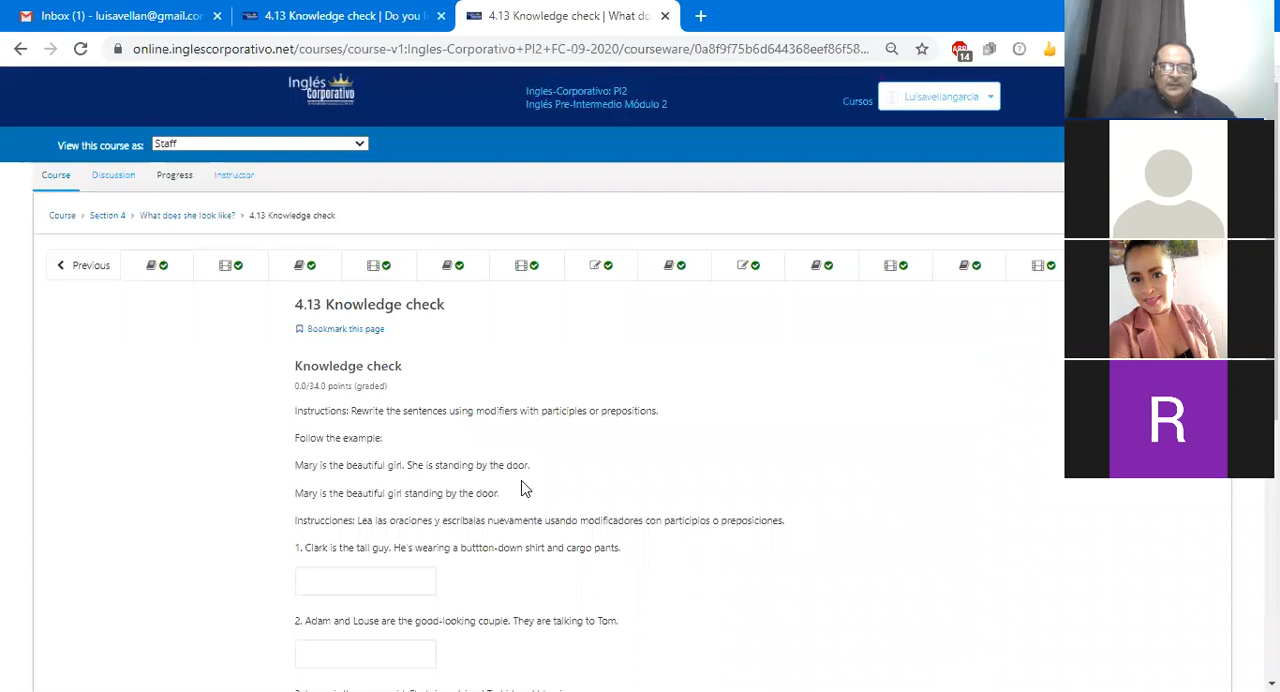 Inbox (1) - luisavellan@gmail.co
4.13 Knowledge check | Do you l
4.13 Knowledge check | What do
online.inglescorporativo.net/courses/course-v1:Ingles-Corporativo+PI2+FC-09-2020/courseware/0a8f9f75b6d644368eef86f58...
14
Inglés
Corporativo
Ingles-Corporativo: PI2
Inglés Pre-Intermedio Módulo 2
Cursos
Luisavellangarcia
View this course as:
Staff
Course
Discussion
Progress
Instructor
Course > Section 4 > What does she look like? > 4.13 Knowledge check
Previous
4.13 Knowledge check
Bookmark this page
Knowledge check
0.0/34.0 points (graded)
Instructions: Rewrite the sentences using modifiers with participles or prepositions.
Follow the example:
Mary is the beautiful girl. She is standing by the door.
Mary is the beautiful girl standing by the door.
Instrucciones: Lea las oraciones y escribalas nuevamente usando modificadores con participios o preposiciones.
1. Clark is the tall guy. He's wearing a buttton-down shirt and cargo pants.
2. Adam and Louse are the good-looking couple. They are talking to Tom.
R